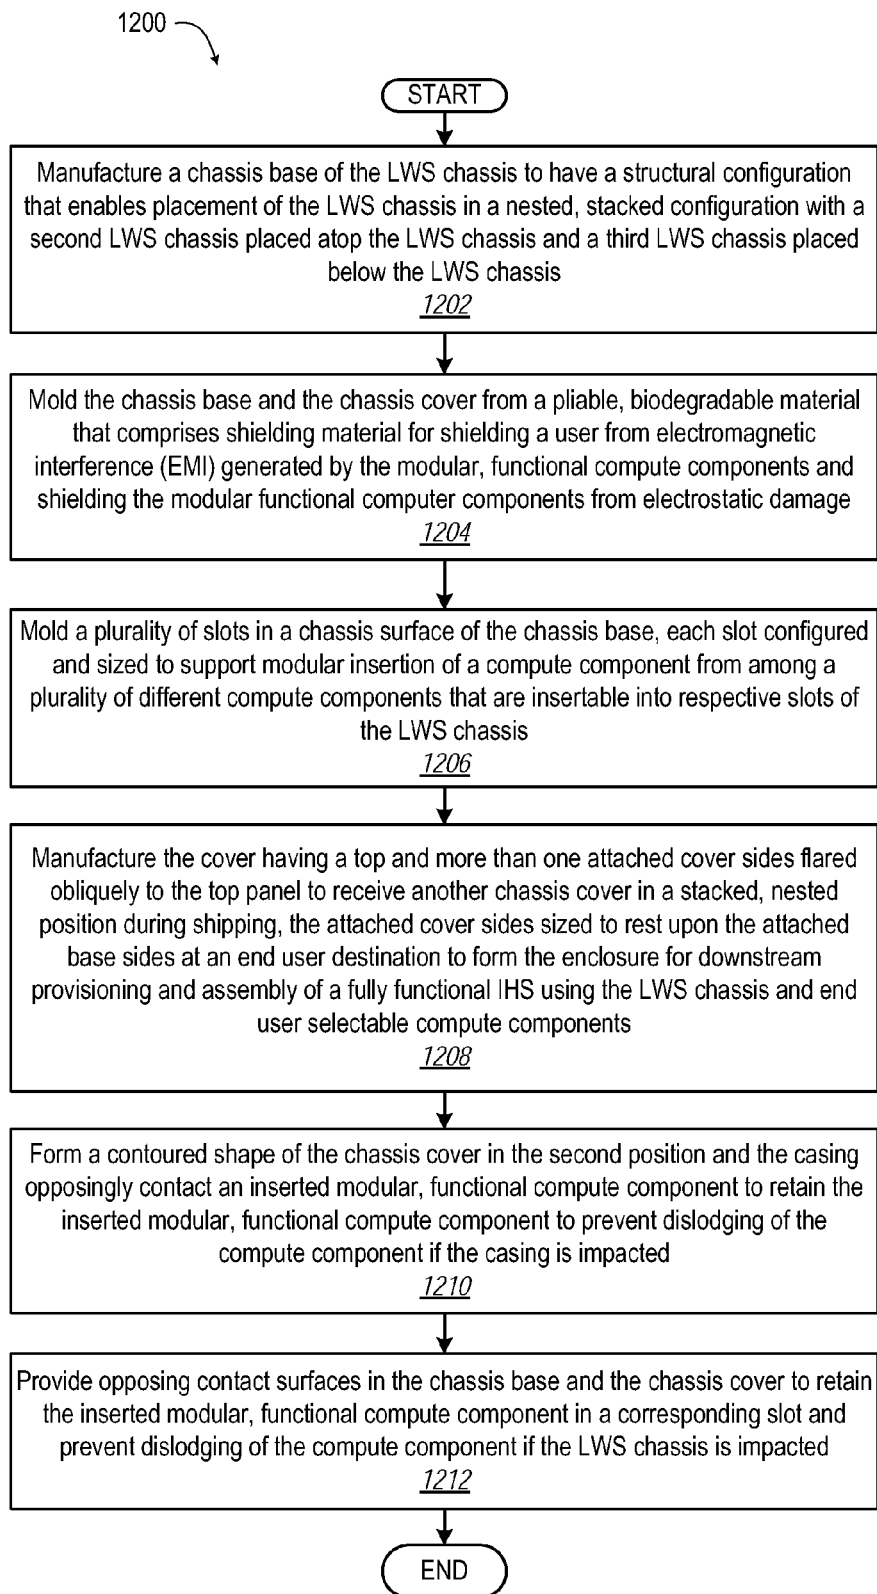 1200
START
Manufacture a chassis base of the LWS chassis to have a structural configuration
that enables placement of the LWS chassis in a nested, stacked configuration with a
second LWS chassis placed atop the LWS chassis and a third LWS chassis placed
below the LWS chassis
1202
Mold the chassis base and the chassis cover from a pliable, biodegradable material
that comprises shielding material for shielding a user from electromagnetic
interference (EMI) generated by the modular, functional compute components and
shielding the modular functional computer components from electrostatic damage
1204
Mold a plurality of slots in a chassis surface of the chassis base, each slot configured
and sized to support modular insertion of a compute component from among a
plurality of different compute components that are insertable into respective slots of
the LWS chassis
1206
Manufacture the cover having a top and more than one attached cover sides flared
obliquely to the top panel to receive another chassis cover in a stacked, nested
position during shipping, the attached cover sides sized to rest upon the attached
base sides at an end user destination to form the enclosure for downstream
provisioning and assembly of a fully functional IHS using the LWS chassis and end
user selectable compute components
1208
Form a contoured shape of the chassis cover in the second position and the casing
opposingly contact an inserted modular, functional compute component to retain the
inserted modular, functional compute component to prevent dislodging of the
compute component if the casing is impacted
1210
Provide opposing contact surfaces in the chassis base and the chassis cover to retain
the inserted modular, functional compute component in a corresponding slot and
prevent dislodging of the compute component if the LWS chassis is impacted
1212
END